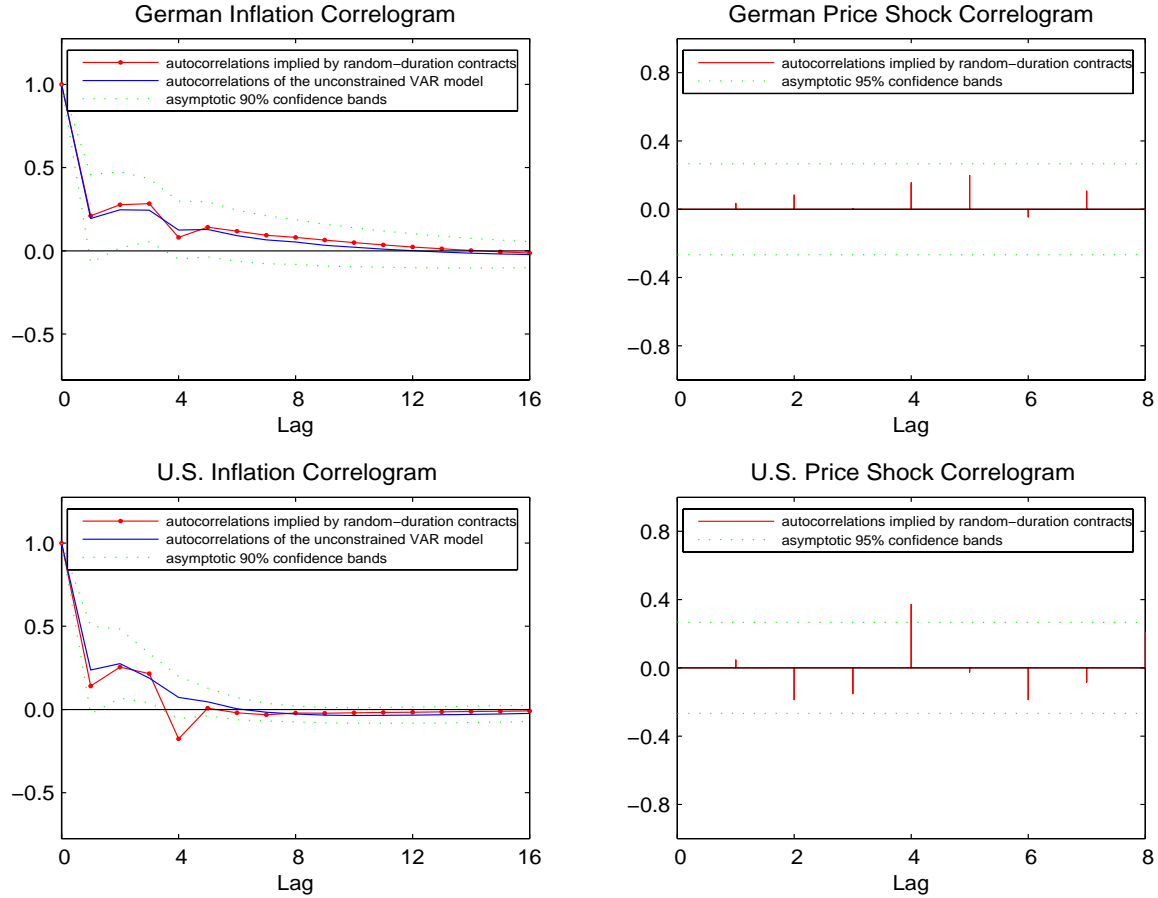 German Inflation Correlogram
autocorrelations implied by random−duration contracts
autocorrelations of the unconstrained VAR model
asymptotic 90% confidence bands
1.0
0.5
0.0
−0.5
0 4 8 12 16
Lag
German Price Shock Correlogram
autocorrelations implied by random−duration contracts
asymptotic 95% confidence bands
0.8
0.4
0.0
−0.4
−0.8
0 2 4 6 8
Lag
U.S. Inflation Correlogram
autocorrelations implied by random−duration contracts
autocorrelations of the unconstrained VAR model
asymptotic 90% confidence bands
1.0
0.5
0.0
−0.5
0 4 8 12 16
Lag
U.S. Price Shock Correlogram
autocorrelations implied by random−duration contracts
asymptotic 95% confidence bands
0.8
0.4
0.0
−0.4
−0.8
0 2 4 6 8
Lag